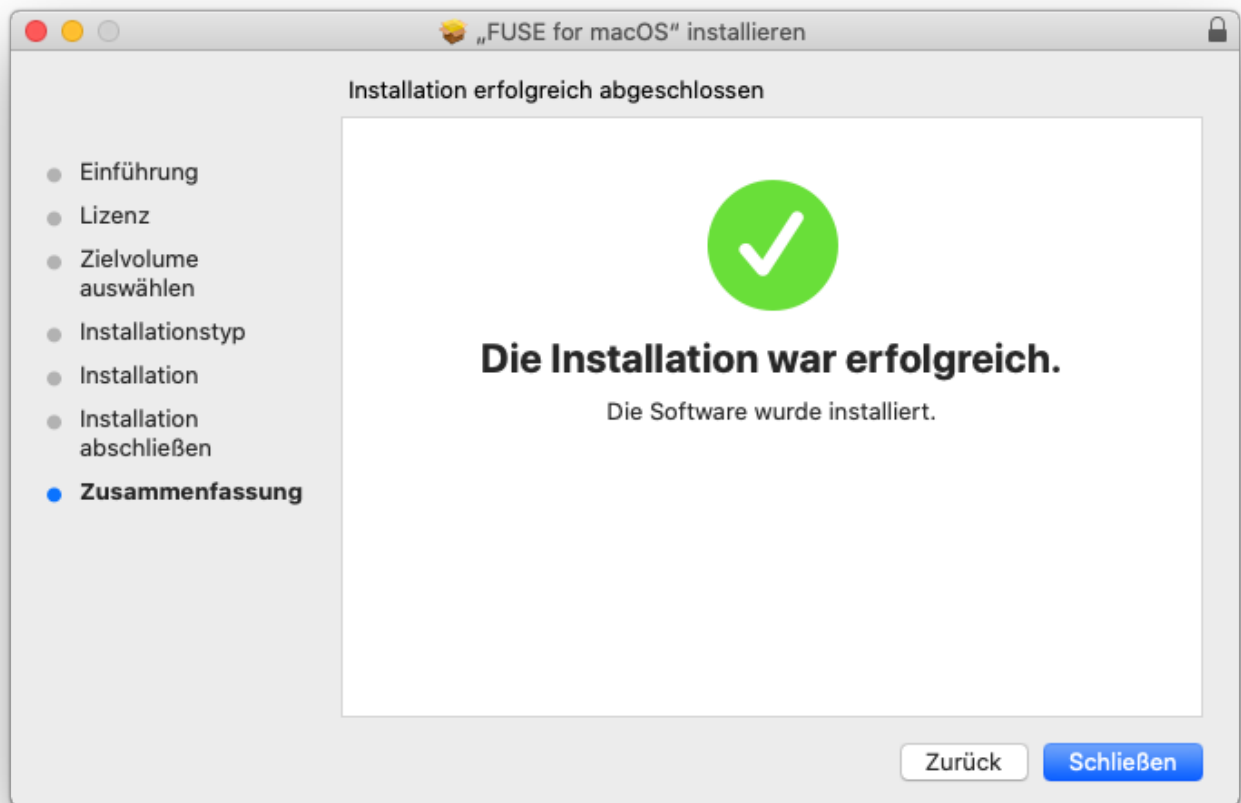 „FUSE for macOS“ installieren
Installation erfolgreich abgeschlossen
Einführung
Lizenz
Zielvolume
auswählen
Installationstyp
Installation
Installation
abschließen
Zusammenfassung
Die Installation war erfolgreich.
Die Software wurde installiert.
Zurück
Schließen